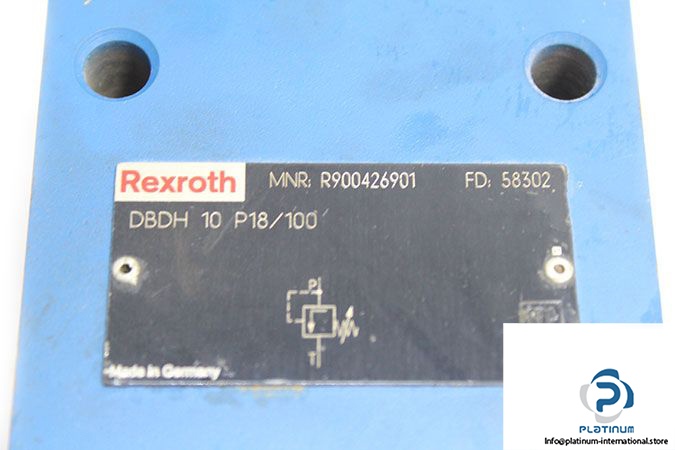 Rexroth MNR: R900426901 FD: 58302
DBDH 10 P18/100
P
T
Made in Germany
PLATINUM
Info@platinum-international.store